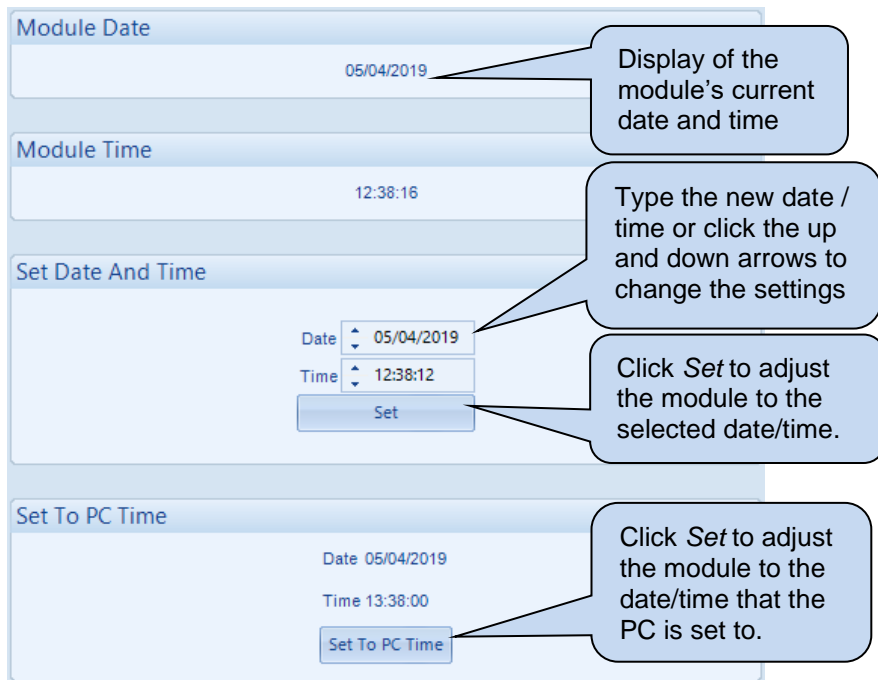 Module Date
05/04/2019
Display of the
module’s current
date and time
Module Time
12:38:16
Type the new date /
time or click the up
and down arrows to
change the settings
Set Date And Time
Date 05/04/2019
Time 12:38:12
Set
Click Set to adjust
the module to the
selected date/time.
Set To PC Time
Date 05/04/2019
Time 13:38:00
Set To PC Time
Click Set to adjust
the module to the
date/time that the
PC is set to.